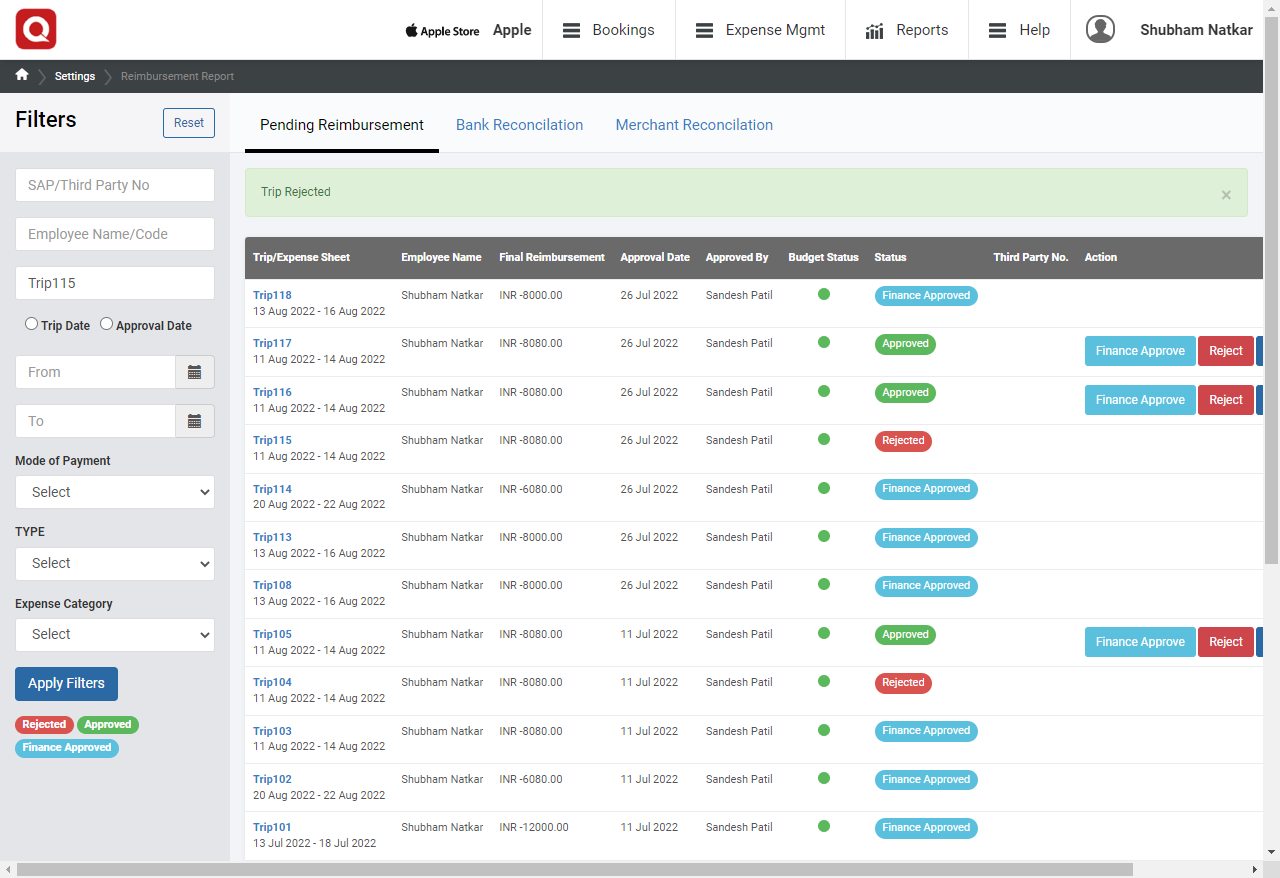 Q
Apple Store Apple Bookings Expense Mgmt Reports Help Shubham Natkar
Settings Reimbursement Report
Filters Reset
SAP/Third Party No
Employee Name/Code
Trip115
Trip Date Approval Date
From
To
Mode of Payment
Select
TYPE
Select
Expense Category
Select
Apply Filters
Rejected Approved
Finance Approved
Pending Reimbursement Bank Reconcilation Merchant Reconcilation
Trip Rejected ×
Trip/Expense Sheet Employee Name Final Reimbursement Approval Date Approved By Budget Status Status Third Party No. Action
Trip118 Shubham Natkar INR -8000.00 26 Jul 2022 Sandesh Patil Finance Approved
13 Aug 2022 - 16 Aug 2022
Trip117 Shubham Natkar INR -8080.00 26 Jul 2022 Sandesh Patil Approved Finance Approve Reject
11 Aug 2022 - 14 Aug 2022
Trip116 Shubham Natkar INR -8080.00 26 Jul 2022 Sandesh Patil Approved Finance Approve Reject
11 Aug 2022 - 14 Aug 2022
Trip115 Shubham Natkar INR -8080.00 26 Jul 2022 Sandesh Patil Rejected
11 Aug 2022 - 14 Aug 2022
Trip114 Shubham Natkar INR -6080.00 26 Jul 2022 Sandesh Patil Finance Approved
20 Aug 2022 - 22 Aug 2022
Trip113 Shubham Natkar INR -8000.00 26 Jul 2022 Sandesh Patil Finance Approved
13 Aug 2022 - 16 Aug 2022
Trip108 Shubham Natkar INR -8000.00 26 Jul 2022 Sandesh Patil Finance Approved
13 Aug 2022 - 16 Aug 2022
Trip105 Shubham Natkar INR -8080.00 11 Jul 2022 Sandesh Patil Approved Finance Approve Reject
11 Aug 2022 - 14 Aug 2022
Trip104 Shubham Natkar INR -8080.00 11 Jul 2022 Sandesh Patil Rejected
11 Aug 2022 - 14 Aug 2022
Trip103 Shubham Natkar INR -8080.00 11 Jul 2022 Sandesh Patil Finance Approved
11 Aug 2022 - 14 Aug 2022
Trip102 Shubham Natkar INR -6080.00 11 Jul 2022 Sandesh Patil Finance Approved
20 Aug 2022 - 22 Aug 2022
Trip101 Shubham Natkar INR -12000.00 11 Jul 2022 Sandesh Patil Finance Approved
13 Jul 2022 - 18 Jul 2022